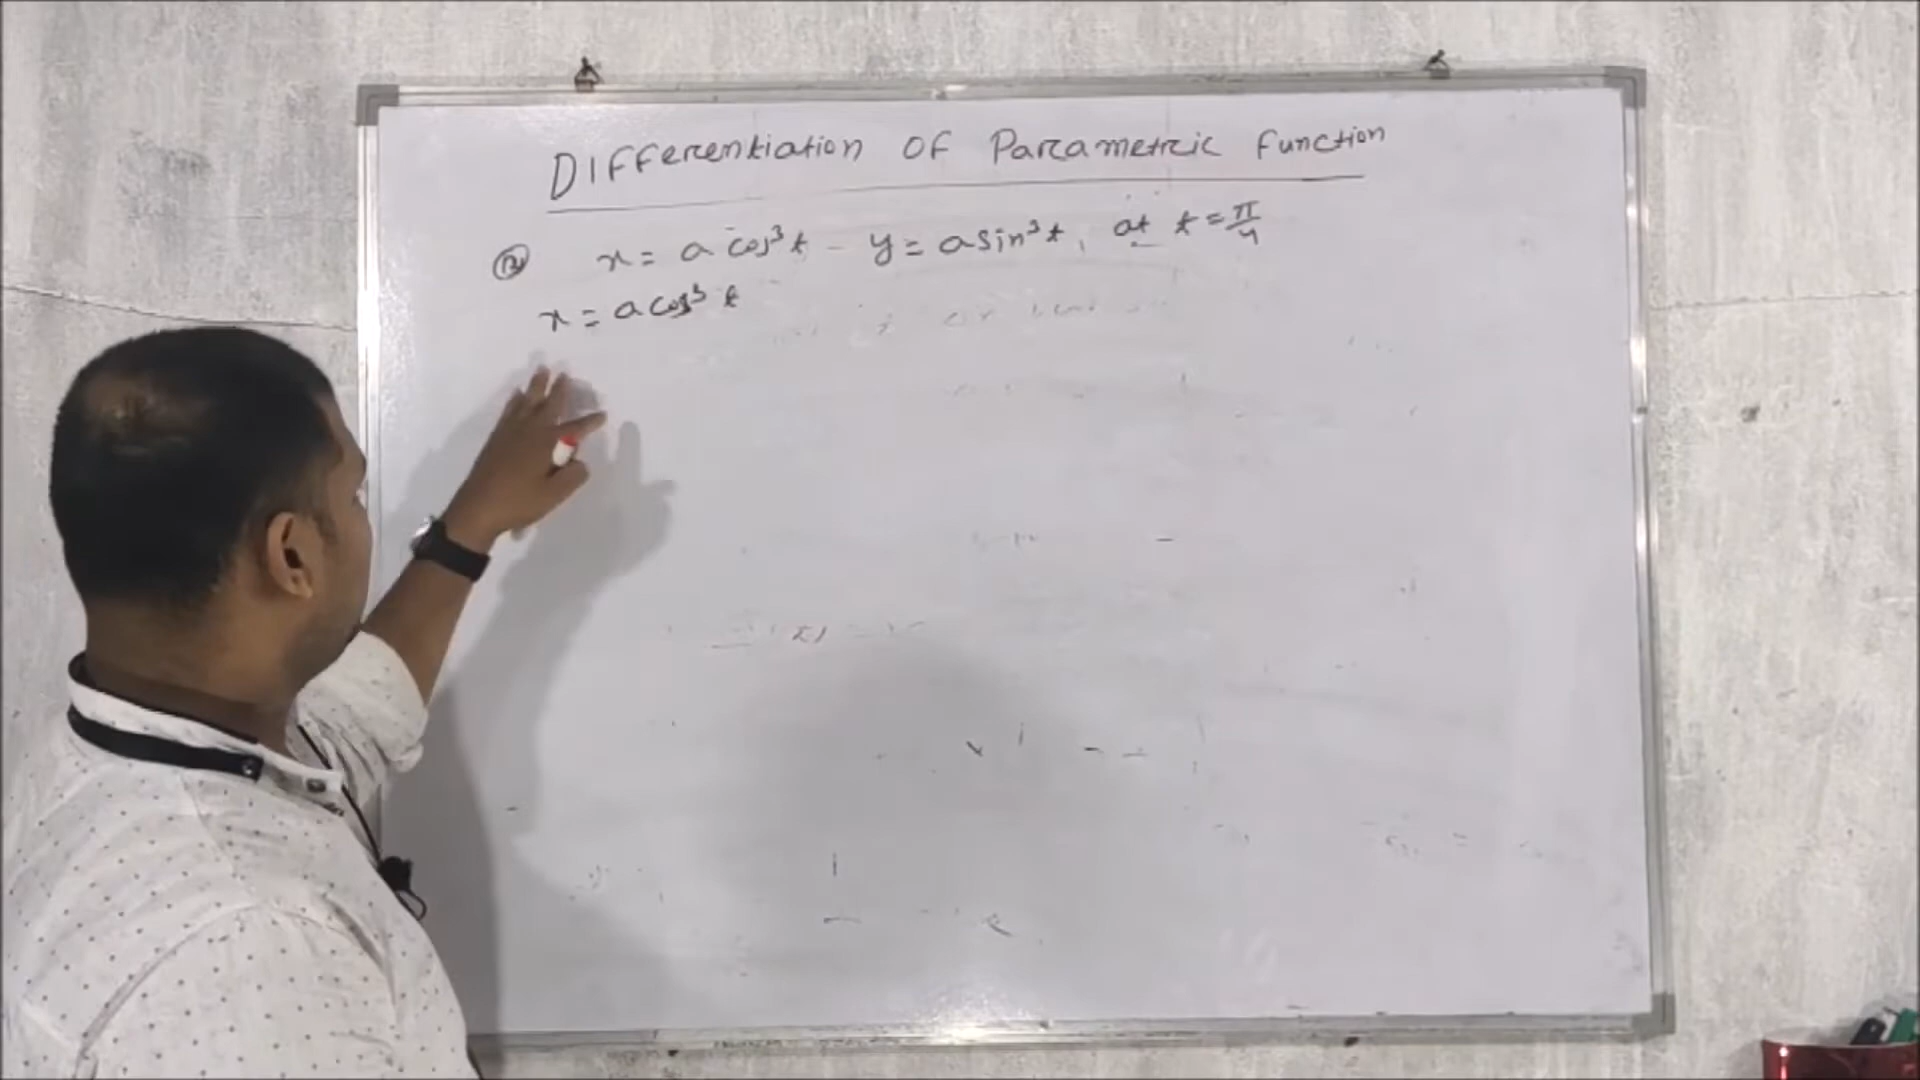 Differentiation of Parametric Function
x = a cos³t - y = a sin³t, at t = π/4
x = a cos³ t